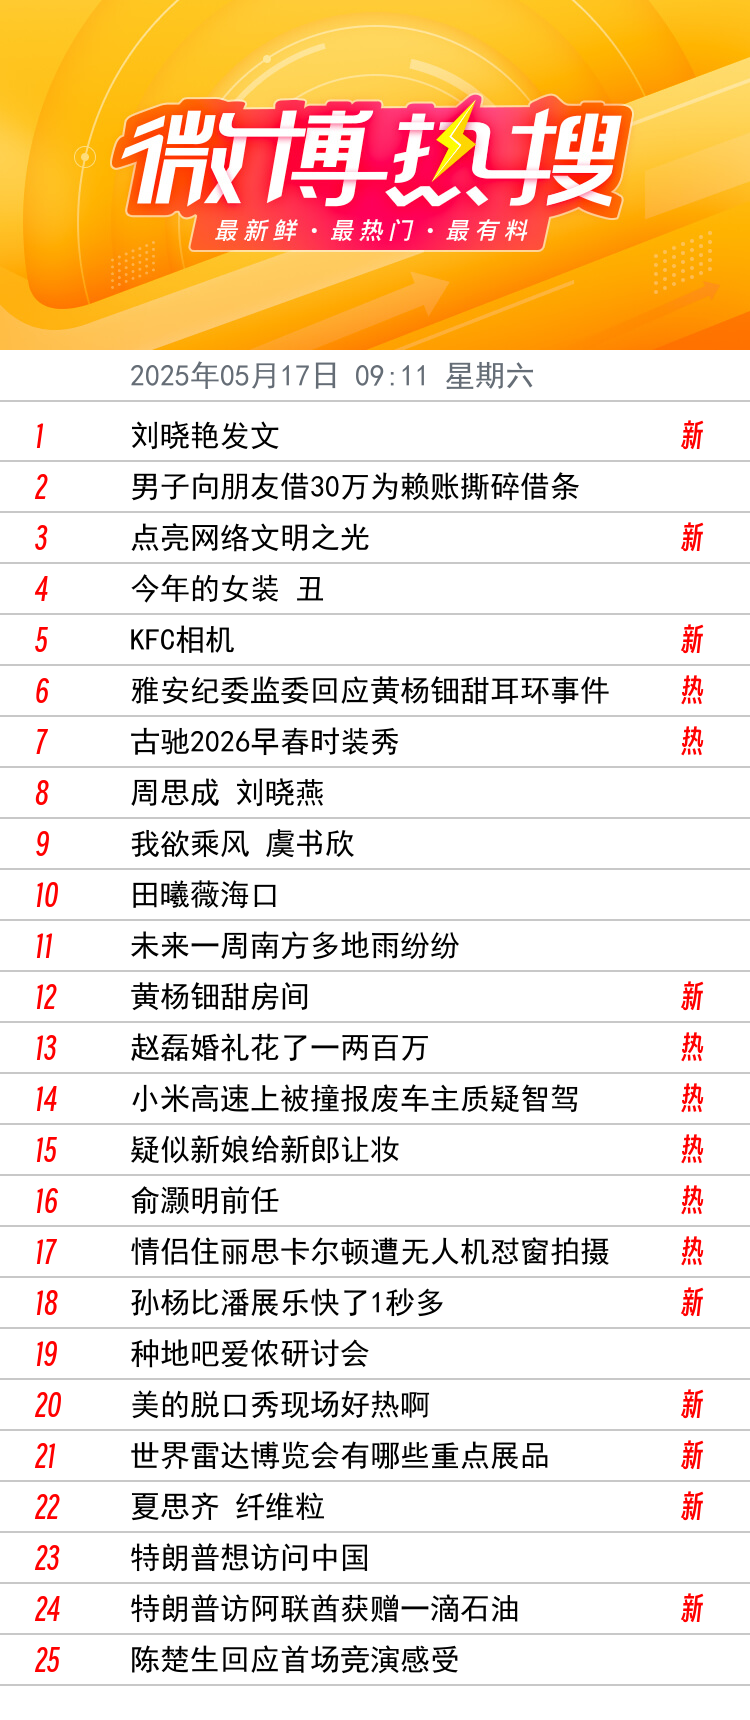 微博热搜
最新鲜·最热门·最有料
2025年05月17日 09:11 星期六
1 刘晓艳发文 新
2 男子向朋友借30万为赖账撕碎借条
3 点亮网络文明之光 新
4 今年的女装 丑
5 KFC相机 新
6 雅安纪委监委回应黄杨钿甜耳环事件 热
7 古驰2026早春时装秀 热
8 周思成 刘晓燕
9 我欲乘风 虞书欣
10 田曦薇海口
11 未来一周南方多地雨纷纷
12 黄杨钿甜房间 新
13 赵磊婚礼花了一两百万 热
14 小米高速上被撞报废车主质疑智驾 热
15 疑似新娘给新郎让妆 热
16 俞灏明前任 热
17 情侣住丽思卡尔顿遭无人机怼窗拍摄 热
18 孙杨比潘展乐快了1秒多 新
19 种地吧爱侬研讨会
20 美的脱口秀现场好热啊 新
21 世界雷达博览会有哪些重点展品 新
22 夏思齐 纤维粒 新
23 特朗普想访问中国
24 特朗普访阿联酋获赠一滴石油 新
25 陈楚生回应首场竞演感受